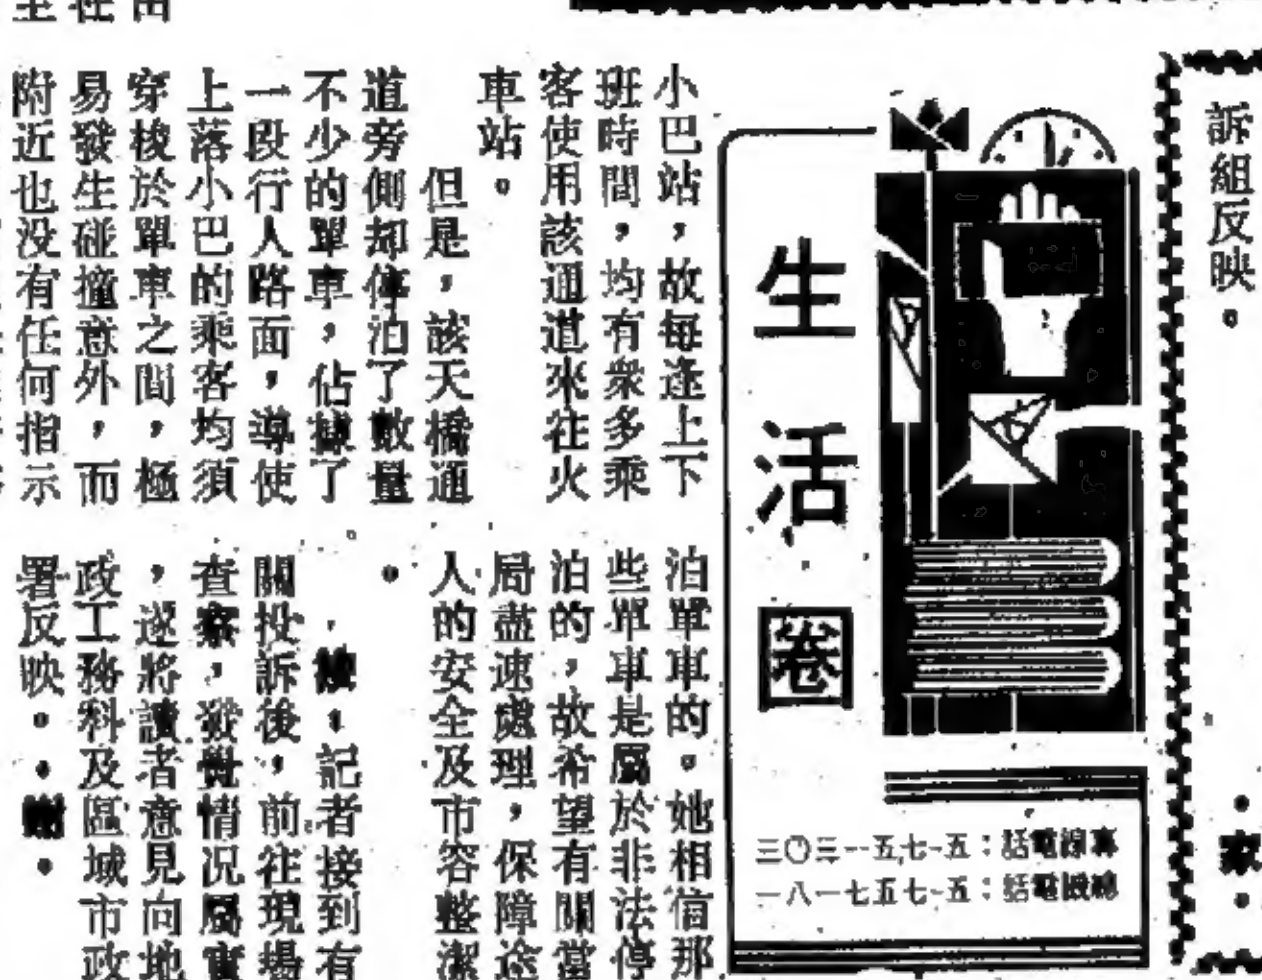 訴組反映。
・家・
生活圈
專線電話：五-七五一三〇三
總機電話：五-七五七一八一
小巴站，故每逢上下
班時間，均有衆多乘
客使用該通道來往火
車站。
但是，該天橋通
道旁側却停泊了數量
不少的單車，佔據了
一段行人路面，導使
上落小巴的乘客均須
穿梭於單車之間，極
易發生碰撞意外，而
附近也没有任何指示
泊單車的。她相信那
些單車是屬於非法停
泊的，故希望有關當
局盡速處理，保障途
人的安全及市容整潔
。
記者接到有
關投訴後，前往現場
查察，發覺情况屬實
，遂將讀者意見向地
政工務科及區域市政
署反映。